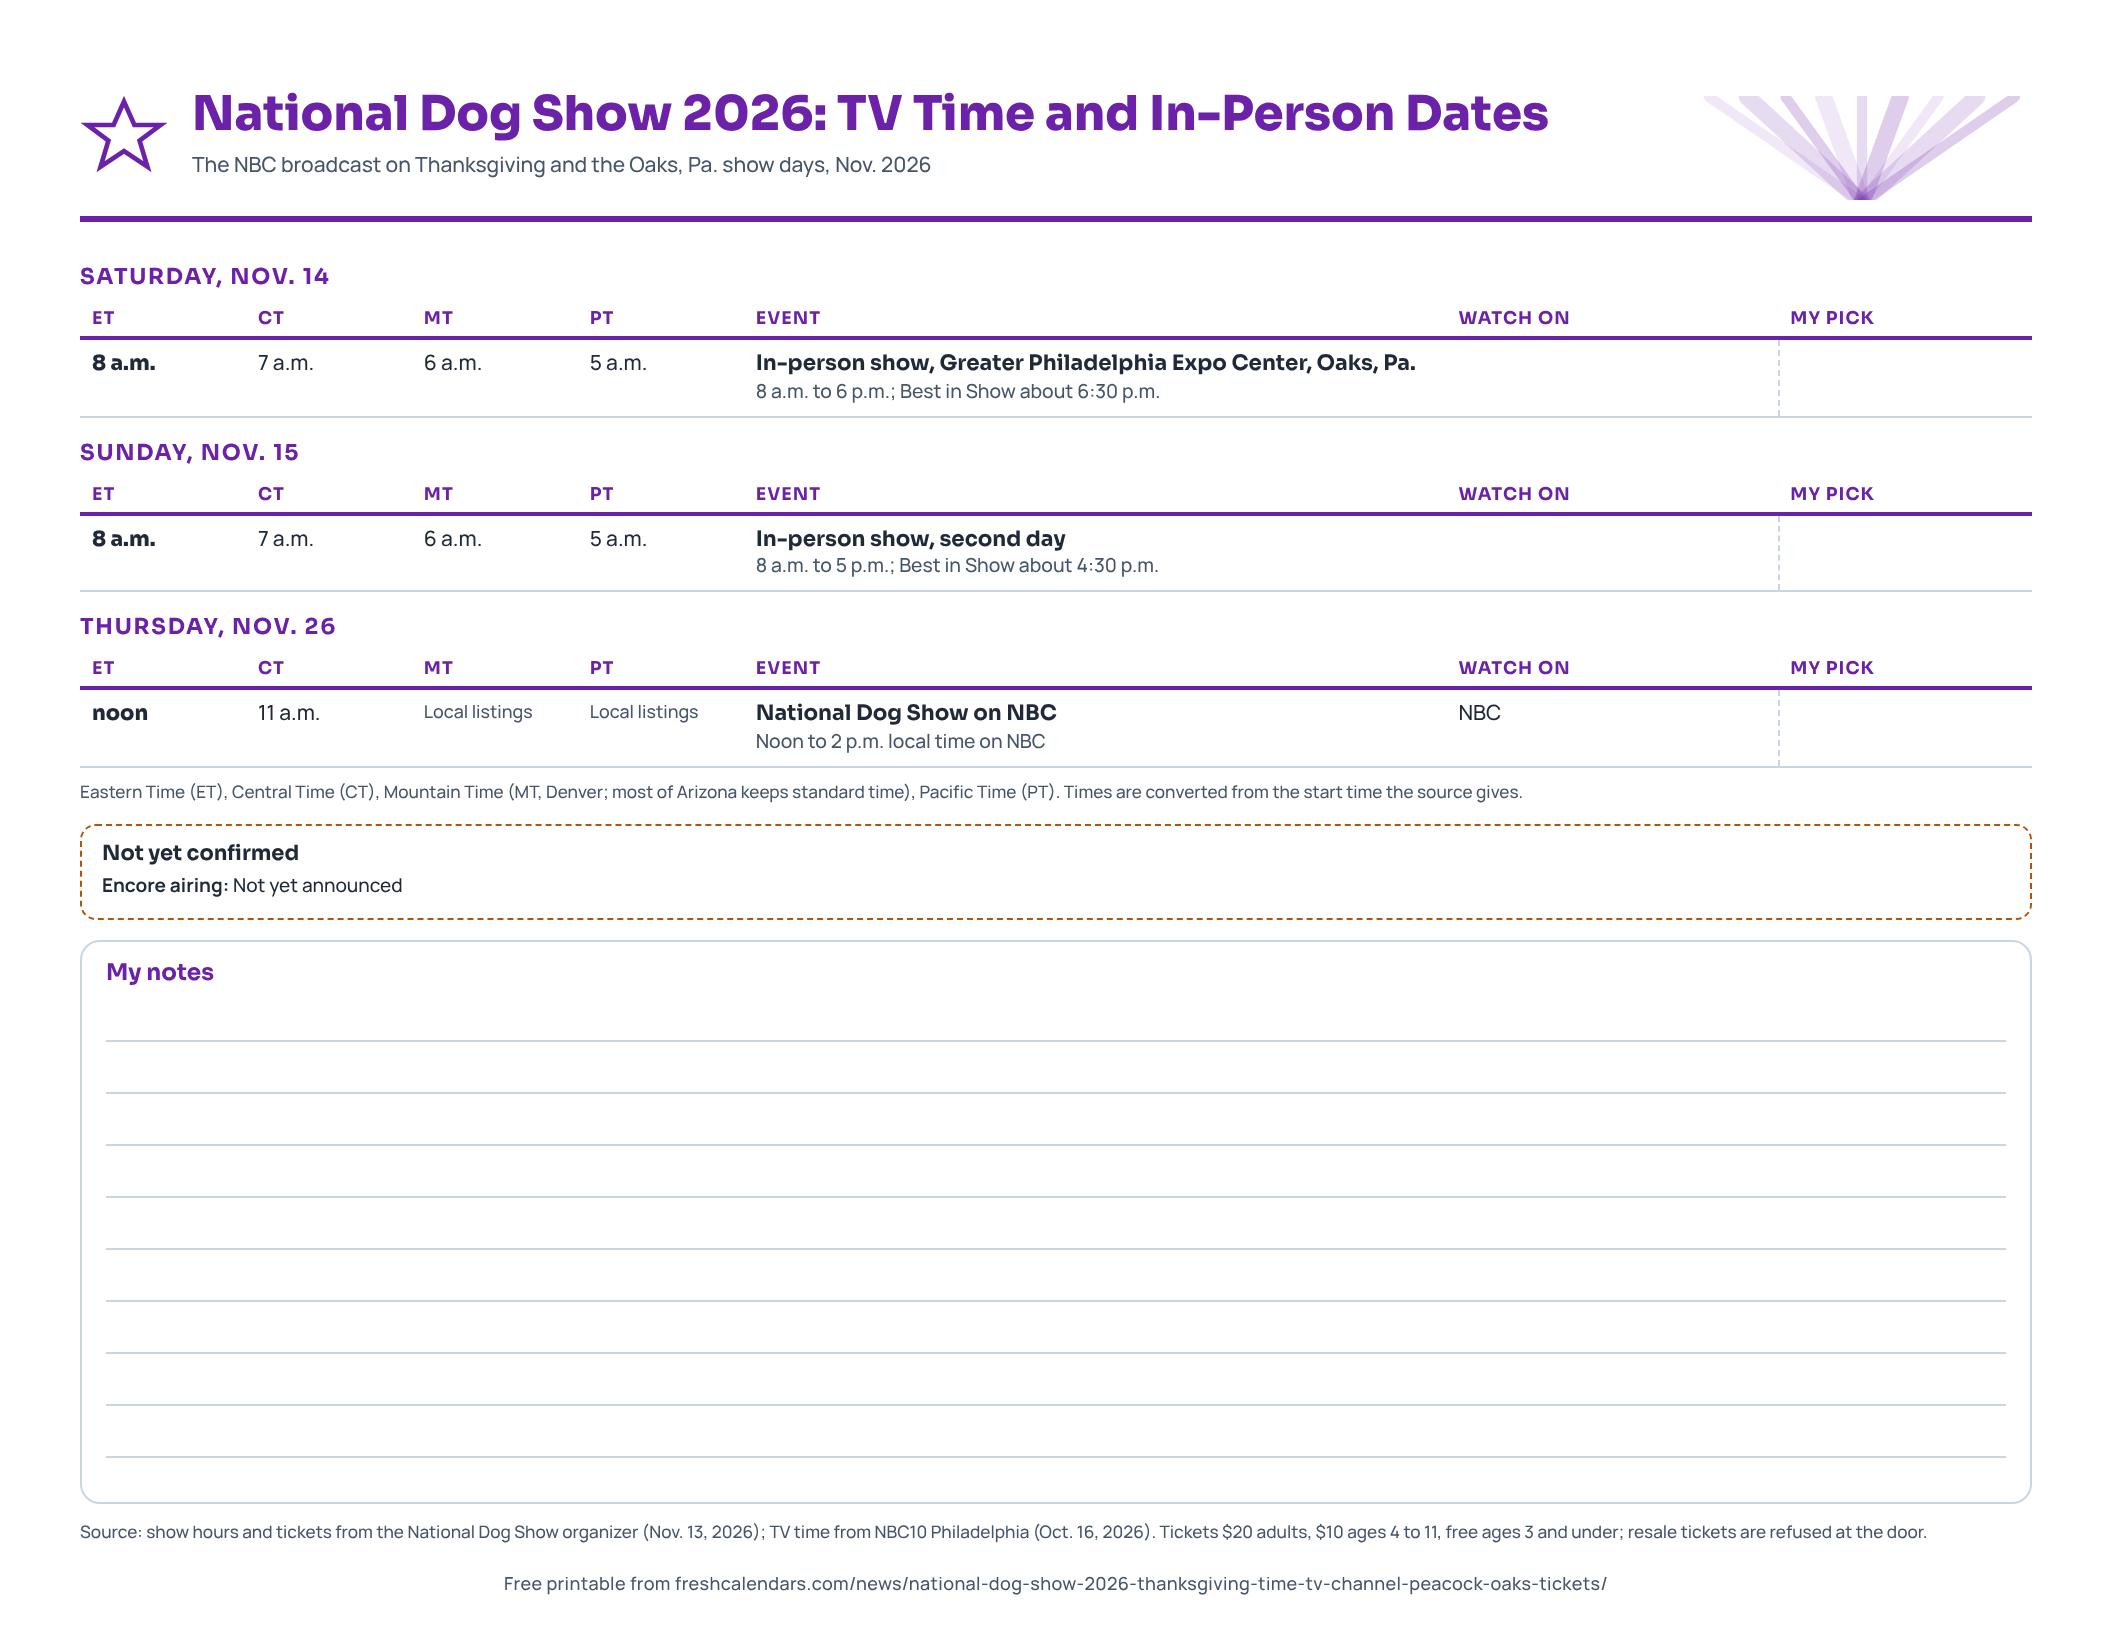 National Dog Show 2026: TV Time and In-Person Dates
The NBC broadcast on Thanksgiving and the Oaks, Pa. show days, Nov. 2026
SATURDAY, NOV. 14
ET CT MT PT EVENT WATCH ON MY PICK
8 a.m. 7 a.m. 6 a.m. 5 a.m. In-person show, Greater Philadelphia Expo Center, Oaks, Pa.
8 a.m. to 6 p.m.; Best in Show about 6:30 p.m.
SUNDAY, NOV. 15
ET CT MT PT EVENT WATCH ON MY PICK
8 a.m. 7 a.m. 6 a.m. 5 a.m. In-person show, second day
8 a.m. to 5 p.m.; Best in Show about 4:30 p.m.
THURSDAY, NOV. 26
ET CT MT PT EVENT WATCH ON MY PICK
noon 11 a.m. Local listings Local listings National Dog Show on NBC NBC
Noon to 2 p.m. local time on NBC
Eastern Time (ET), Central Time (CT), Mountain Time (MT, Denver; most of Arizona keeps standard time), Pacific Time (PT). Times are converted from the start time the source gives.
Not yet confirmed
Encore airing: Not yet announced
My notes
Source: show hours and tickets from the National Dog Show organizer (Nov. 13, 2026); TV time from NBC10 Philadelphia (Oct. 16, 2026). Tickets $20 adults, $10 ages 4 to 11, free ages 3 and under; resale tickets are refused at the door.
Free printable from freshcalendars.com/news/national-dog-show-2026-thanksgiving-time-tv-channel-peacock-oaks-tickets/